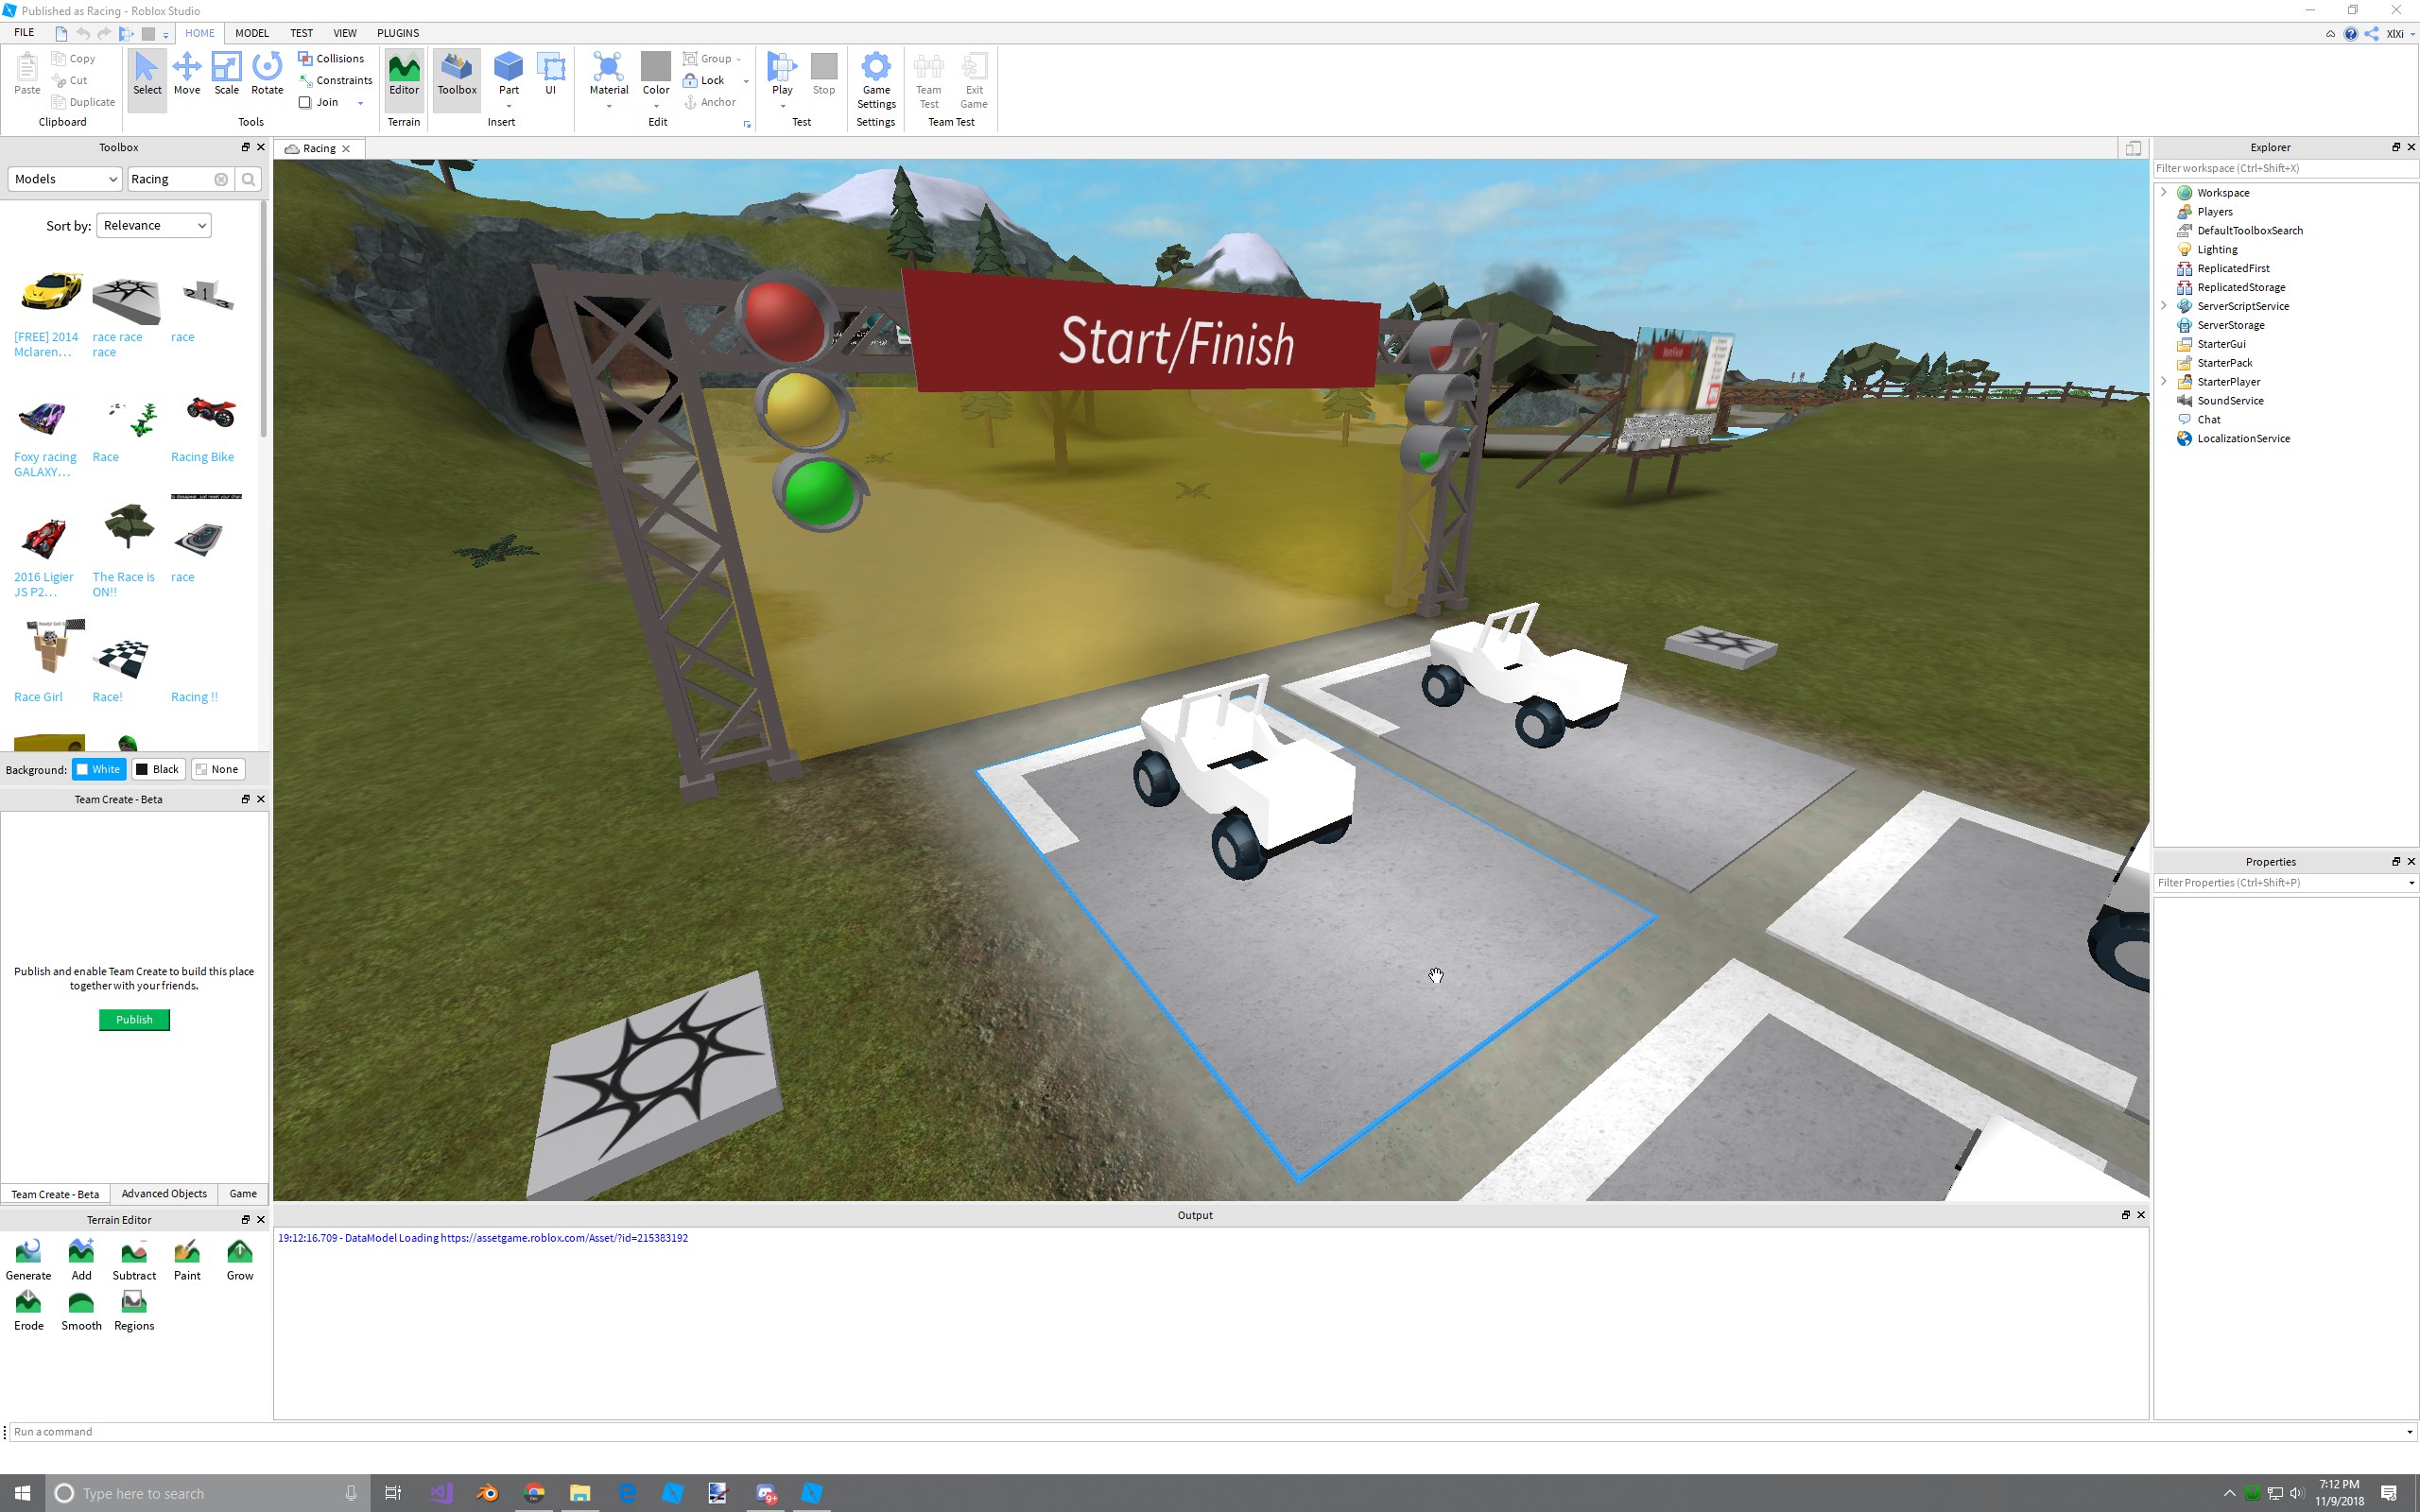 Published as Racing - Roblox Studio
FILE HOME MODEL TEST VIEW PLUGINS XlXi
Paste Copy Cut Duplicate
Clipboard
Select Move Scale Rotate Collisions Constraints Join
Tools
Editor
Terrain
Toolbox Part UI
Insert
Material Color Group Lock Anchor
Edit
Play Stop
Test
Game Settings
Settings
Team Test Exit Game
Team Test
Toolbox
Models Racing
Sort by: Relevance
[FREE] 2014 Mclaren...
race race race
race
Foxy racing GALAXY...
Race
Racing Bike
2016 Ligier JS P2...
The Race is ON!!
race
Race Girl
Race!
Racing !!
Background: White Black None
Team Create - Beta
Publish and enable Team Create to build this place
together with your friends.
Publish
Team Create - Beta Advanced Objects Game
Terrain Editor
Generate Add Subtract Paint Grow
Erode Smooth Regions
Racing
Start/Finish
Output
19:12:16.709 - DataModel Loading https://assetgame.roblox.com/Asset/?id=215383192
Run a command
Explorer
Filter workspace (Ctrl+Shift+X)
Workspace
Players
DefaultToolboxSearch
Lighting
ReplicatedFirst
ReplicatedStorage
ServerScriptService
ServerStorage
StarterGui
StarterPack
StarterPlayer
SoundService
Chat
LocalizationService
Properties
Filter Properties (Ctrl+Shift+P)
Type here to search
7:12 PM
11/9/2018